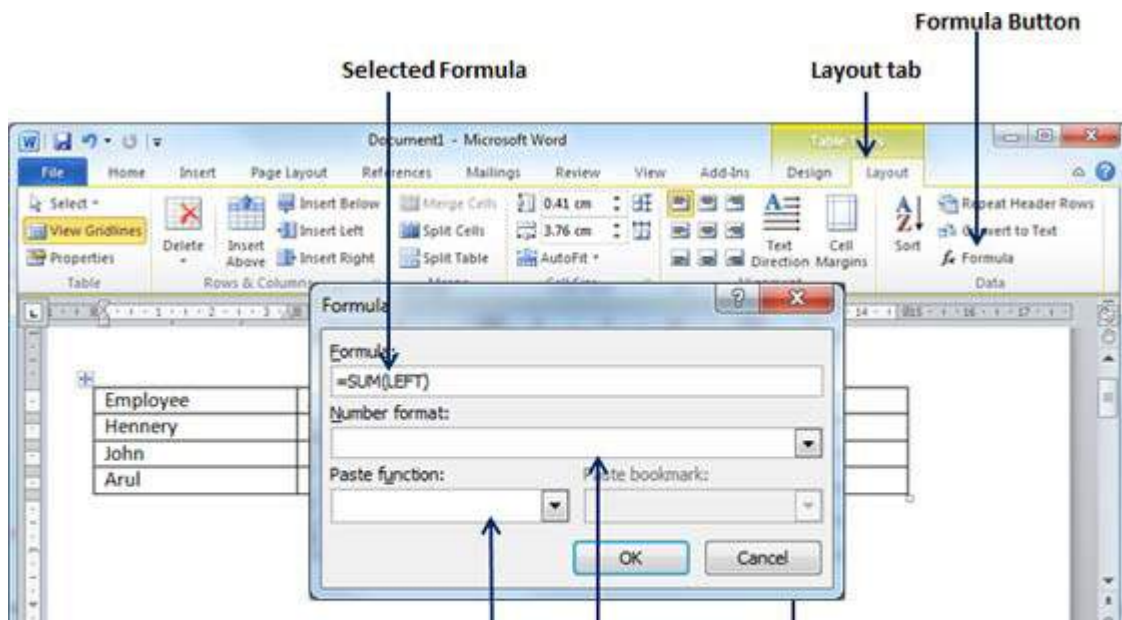 Formula Button
Selected Formula Layout tab
Document1 - Microsoft Word
File Home Insert Page Layout References Mailings Review View Add-Ins Design Layout
Select
Insert Below Merge Cells 0.41 cm Repeat Header Rows
View Gridlines Delete Insert Above Insert Left Split Cells 3.76 cm Text Direction Cell Margins Sort Convert to Text
Properties Insert Right Split Table AutoFit Formula
Table Rows & Columns Data
Formula
Formula:
=SUM(LEFT)
Number format:
Paste function: Paste bookmark:
OK Cancel
Employee
Hennery
John
Arul